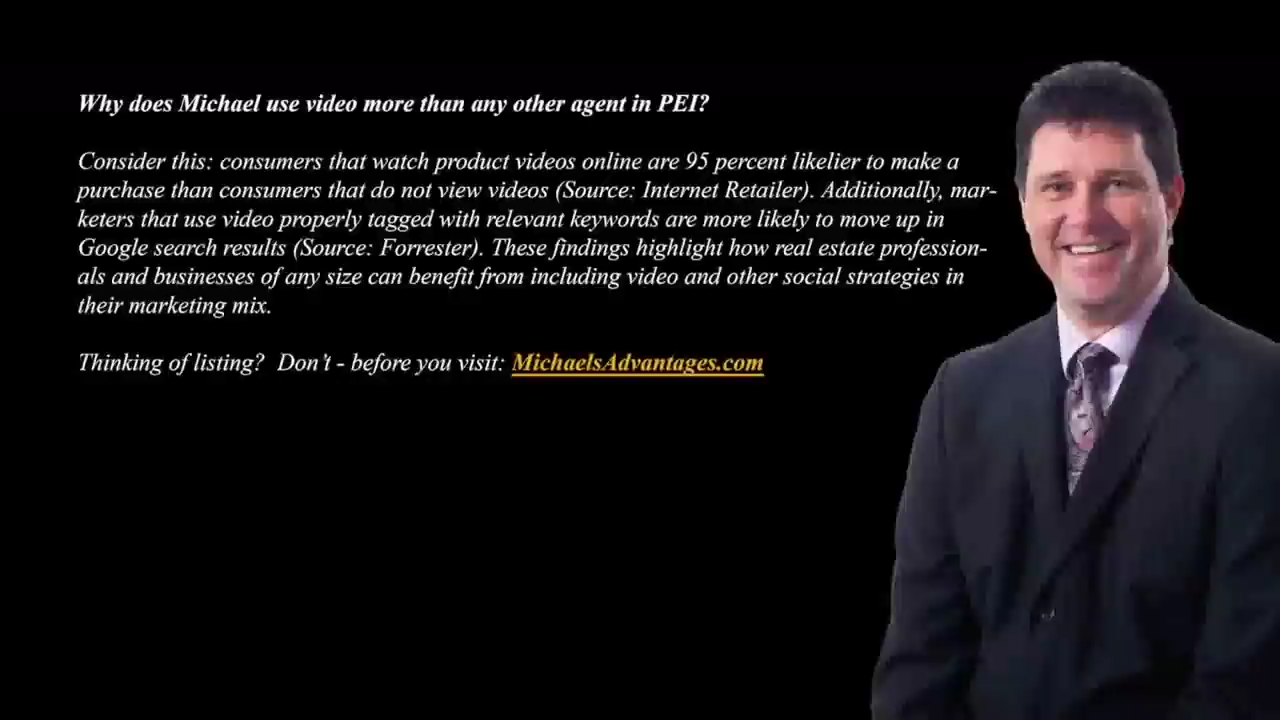 Why does Michael use video more than any other agent in PEI?
Consider this: consumers that watch product videos online are 95 percent likelier to make a
purchase than consumers that do not view videos (Source: Internet Retailer). Additionally, mar-
keters that use video properly tagged with relevant keywords are more likely to move up in
Google search results (Source: Forrester). These findings highlight how real estate profession-
als and businesses of any size can benefit from including video and other social strategies in
their marketing mix.
Thinking of listing?  Don't - before you visit: MichaelsAdvantages.com